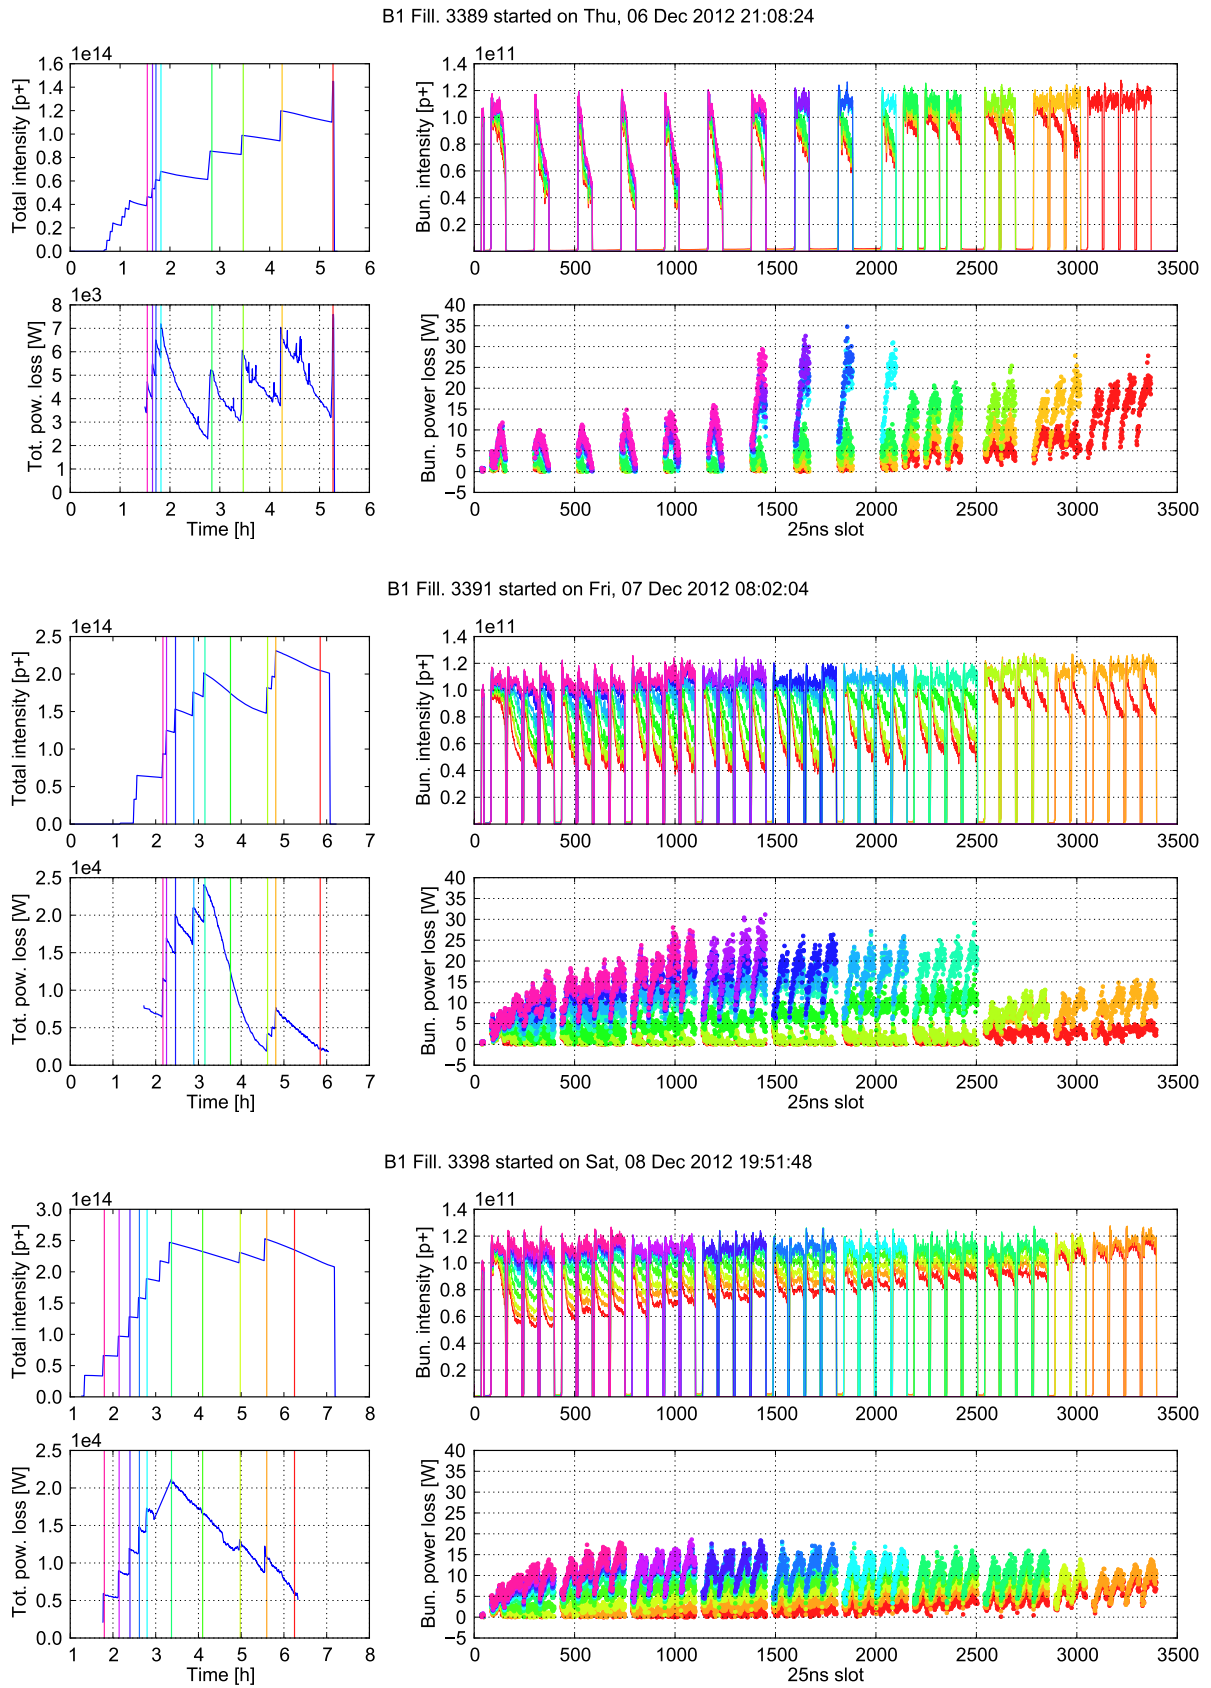 B1 Fill. 3389 started on Thu, 06 Dec 2012 21:08:24
1e14
Total intensity [p+]
1.6
1.4
1.2
1.0
0.8
0.6
0.4
0.2
0.0
0 1 2 3 4 5 6
1e11
Bun. intensity [p+]
1.4
1.2
1.0
0.8
0.6
0.4
0.2
0 500 1000 1500 2000 2500 3000 3500
1e3
Tot. pow. loss [W]
8
7
6
5
4
3
2
1
0
0 1 2 3 4 5 6
Time [h]
Bun. power loss [W]
40
35
30
25
20
15
10
5
0
−5
0 500 1000 1500 2000 2500 3000 3500
25ns slot
B1 Fill. 3391 started on Fri, 07 Dec 2012 08:02:04
1e14
Total intensity [p+]
2.5
2.0
1.5
1.0
0.5
0.0
0 1 2 3 4 5 6 7
1e11
Bun. intensity [p+]
1.4
1.2
1.0
0.8
0.6
0.4
0.2
0 500 1000 1500 2000 2500 3000 3500
1e4
Tot. pow. loss [W]
2.5
2.0
1.5
1.0
0.5
0.0
0 1 2 3 4 5 6 7
Time [h]
Bun. power loss [W]
40
35
30
25
20
15
10
5
0
−5
0 500 1000 1500 2000 2500 3000 3500
25ns slot
B1 Fill. 3398 started on Sat, 08 Dec 2012 19:51:48
1e14
Total intensity [p+]
3.0
2.5
2.0
1.5
1.0
0.5
0.0
1 2 3 4 5 6 7 8
1e11
Bun. intensity [p+]
1.4
1.2
1.0
0.8
0.6
0.4
0.2
0 500 1000 1500 2000 2500 3000 3500
1e4
Tot. pow. loss [W]
2.5
2.0
1.5
1.0
0.5
0.0
1 2 3 4 5 6 7 8
Time [h]
Bun. power loss [W]
40
35
30
25
20
15
10
5
0
−5
0 500 1000 1500 2000 2500 3000 3500
25ns slot